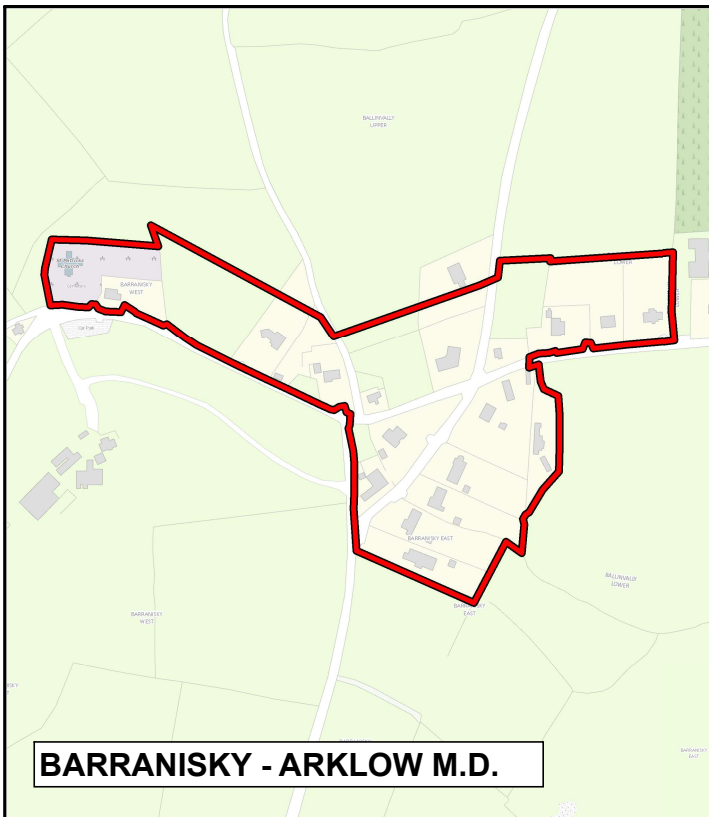 BALLINVALLY
UPPER
LOWER
LOWER
BARRANISKY
WEST
Car Park
BARRANISKY EAST
BALLINVALLY
LOWER
BARRANISKY
EAST
BARRANISKY
WEST
BARRANISKY
EAST
BARRANISKY - ARKLOW M.D.